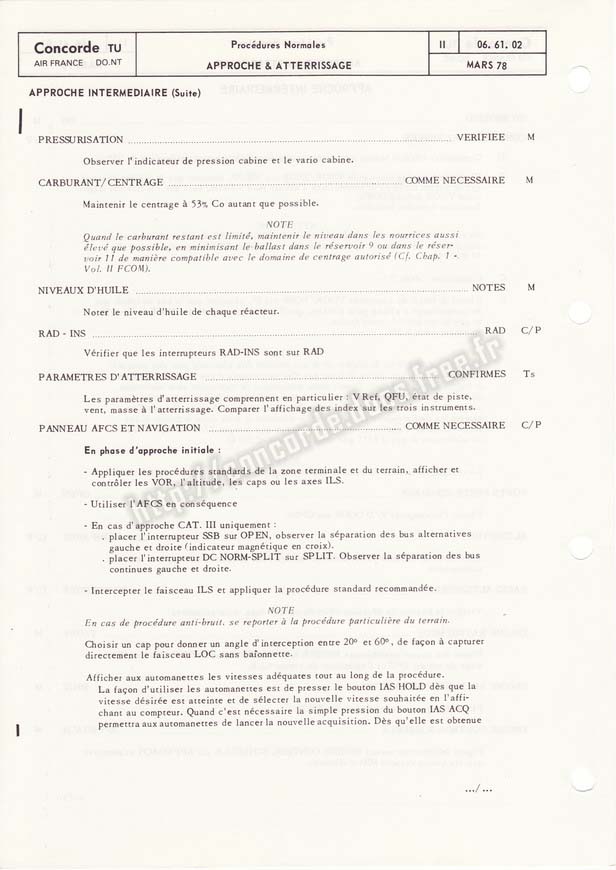 Concorde TU
AIR FRANCE DO.NT
Procédures Normales
APPROCHE & ATTERRISSAGE
II
06. 61. 02
MARS 78
APPROCHE INTERMEDIAIRE (Suite)
PRESSURISATION ........ VERIFIEE M
Observer l'indicateur de pression cabine et le vario cabine.
CARBURANT/CENTRAGE ........ COMME NECESSAIRE M
Maintenir le centrage à 53% Co autant que possible.
NOTE
Quand le carburant restant est limité, maintenir le niveau dans les nourrices aussi
élevé que possible, en minimisant le ballast dans le réservoir 9 ou dans le réser-
voir 11 de manière compatible avec le domaine de centrage autorisé (Cf. Chap. 1 -
Vol. II FCOM).
NIVEAUX D'HUILE ........ NOTES M
Noter le niveau d'huile de chaque réacteur.
RAD - INS ........ RAD C/P
Vérifier que les interrupteurs RAD-INS sont sur RAD
PARAMETRES D'ATTERRISSAGE ........ CONFIRMES Ts
Les paramètres d'atterrissage comprennent en particulier : V Ref, QFU, état de piste,
vent, masse à l'atterrissage. Comparer l'affichage des index sur les trois instruments.
PANNEAU AFCS ET NAVIGATION ........ COMME NECESSAIRE C/P
En phase d'approche initiale :
- Appliquer les procédures standards de la zone terminale et du terrain, afficher et
contrôler les VOR, l'altitude, les caps ou les axes ILS.
- Utiliser l'AFCS en conséquence
- En cas d'approche CAT. III uniquement :
. placer l'interrupteur SSB sur OPEN, observer la séparation des bus alternatives
gauche et droite (indicateur magnétique en croix).
. placer l'interrupteur DC NORM-SPLIT sur SPLIT. Observer la séparation des bus
continues gauche et droite.
- Intercepter le faisceau ILS et appliquer la procédure standard recommandée.
NOTE
En cas de procédure anti-bruit, se reporter à la procédure particulière du terrain.
Choisir un cap pour donner un angle d'interception entre 20° et 60°, de façon à capturer
directement le faisceau LOC sans baïonnette.
Afficher aux automanettes les vitesses adéquates tout au long de la procédure.
La façon d'utiliser les automanettes est de presser le bouton IAS HOLD dès que la
vitesse désirée est atteinte et de sélecter la nouvelle vitesse souhaitée en l'affi-
chant au compteur. Quand c'est nécessaire la simple pression du bouton IAS ACQ
permettra aux automanettes de lancer la nouvelle acquisition. Dès qu'elle est obtenue
.../ ...
http://concordedocs.free.fr